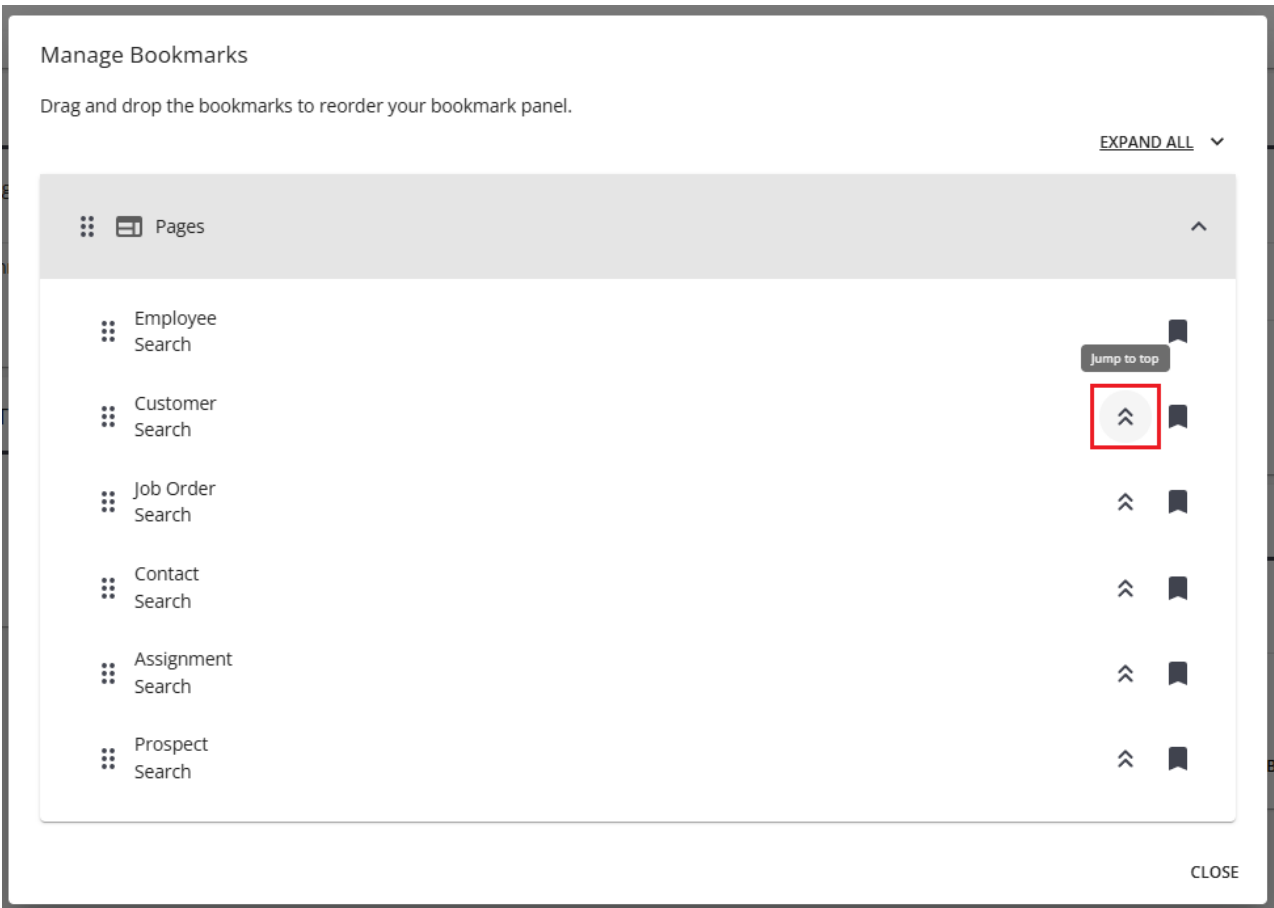 Manage Bookmarks
Drag and drop the bookmarks to reorder your bookmark panel.
EXPAND ALL
Pages
Employee
Search
Jump to top
Customer
Search
Job Order
Search
Contact
Search
Assignment
Search
Prospect
Search
CLOSE